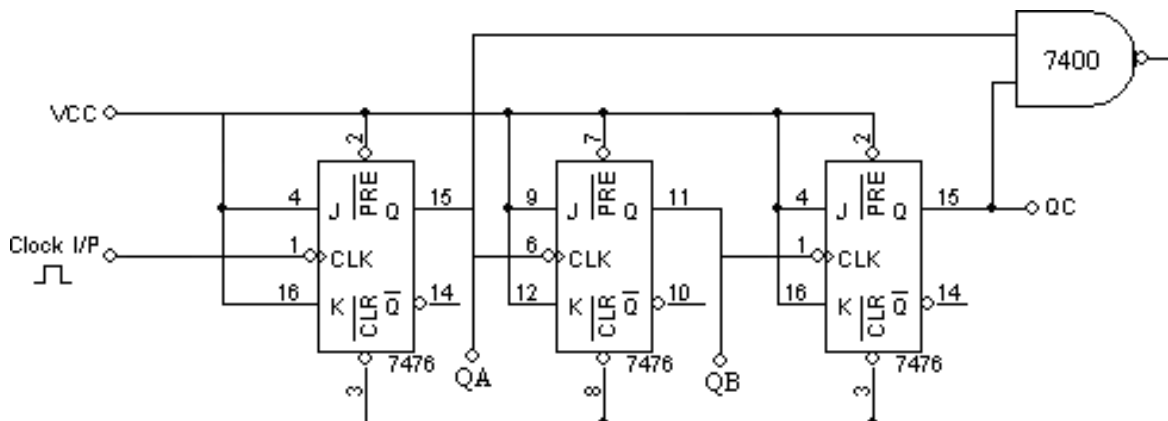 7400
VCC
2
7
2
4
J
PRE
Q
15
9
J
PRE
Q
11
4
J
PRE
Q
15
QC
Clock I/P
1
CLK
6
CLK
1
CLK
16
K
CLR
Q
14
12
K
CLR
Q
10
16
K
CLR
Q
14
7476
7476
7476
3
QA
8
QB
3